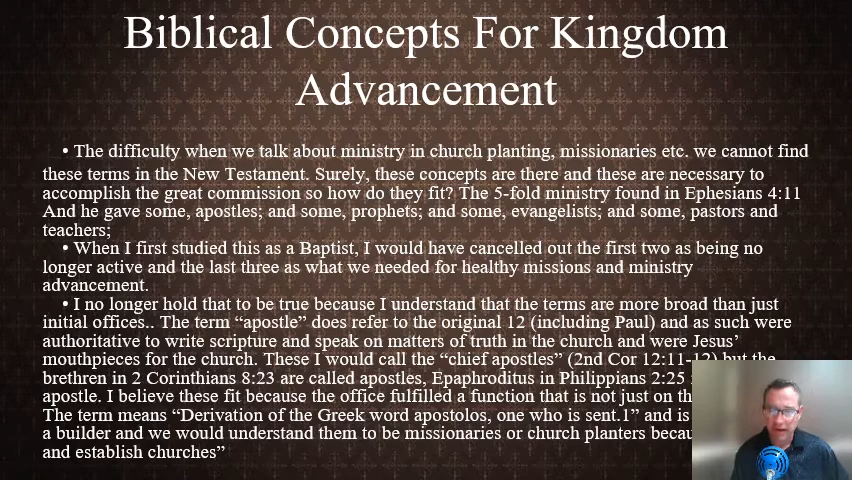 Biblical Concepts For Kingdom
Advancement
• The difficulty when we talk about ministry in church planting, missionaries etc. we cannot find
these terms in the New Testament. Surely, these concepts are there and these are necessary to
accomplish the great commission so how do they fit? The 5-fold ministry found in Ephesians 4:11
And he gave some, apostles; and some, prophets; and some, evangelists; and some, pastors and
teachers;
• When I first studied this as a Baptist, I would have cancelled out the first two as being no
longer active and the last three as what we needed for healthy missions and ministry
advancement.
• I no longer hold that to be true because I understand that the terms are more broad than just
initial offices.. The term “apostle” does refer to the original 12 (including Paul) and as such were
authoritative to write scripture and speak on matters of truth in the church and were Jesus’
mouthpieces for the church. These I would call the “chief apostles” (2nd Cor 12:11-12) but the
brethren in 2 Corinthians 8:23 are called apostles, Epaphroditus in Philippians 2:25
apostle. I believe these fit because the office fulfilled a function that is not just on
The term means “Derivation of the Greek word apostolos, one who is sent.1” and is
a builder and we would understand them to be missionaries or church planters
and establish churches”